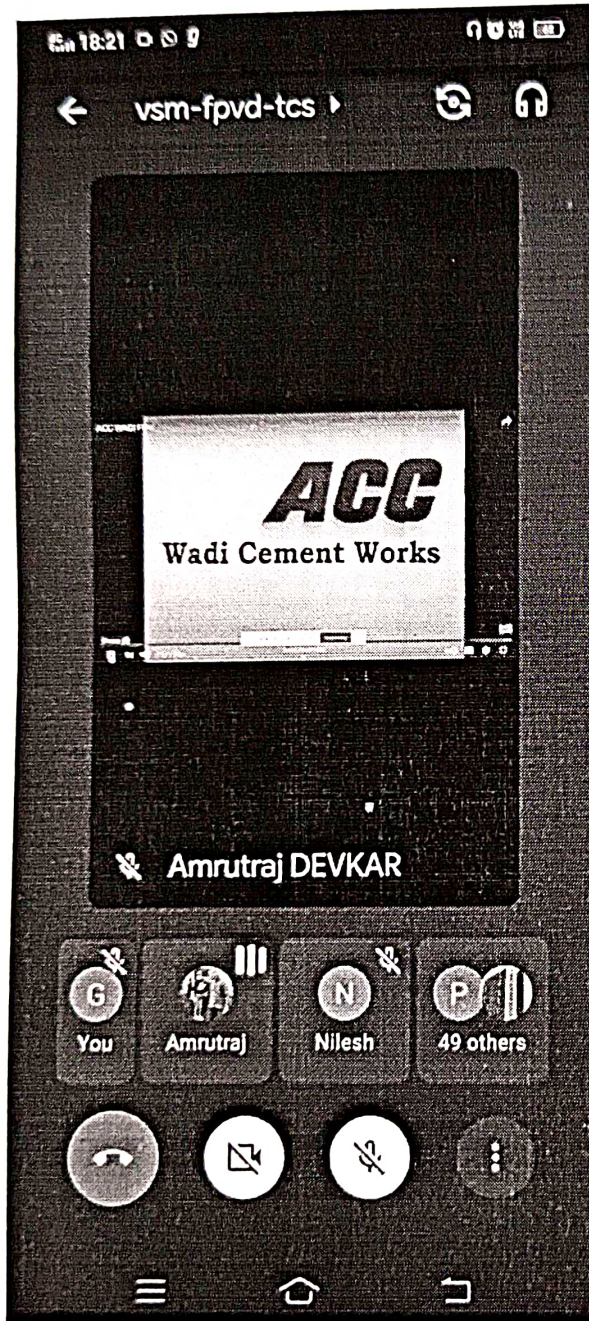 18:21
vsm-fpvd-tcs
ACC
Wadi Cement Works
Amrutraj DEVKAR
G
N
P
You
Amrutraj
Nilesh
49 others